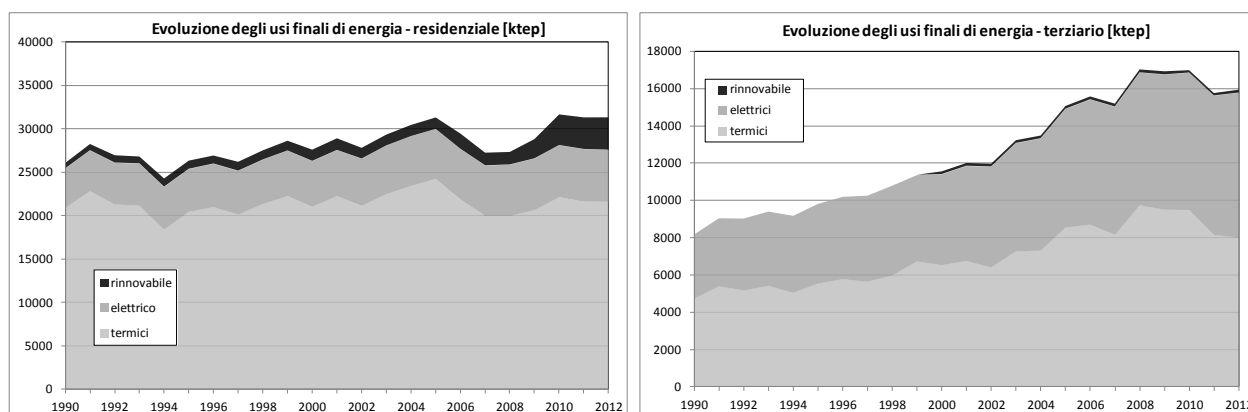 Evoluzione degli usi finali di energia - residenziale [ktep]
40000
35000
30000
25000
20000
15000
10000
5000
0
rinnovabile
elettrico
termici
1990 1992 1994 1996 1998 2000 2002 2004 2006 2008 2010 2012
Evoluzione degli usi finali di energia - terziario [ktep]
18000
16000
14000
12000
10000
8000
6000
4000
2000
0
rinnovabile
elettrici
termici
1990 1992 1994 1996 1998 2000 2002 2004 2006 2008 2010 2012